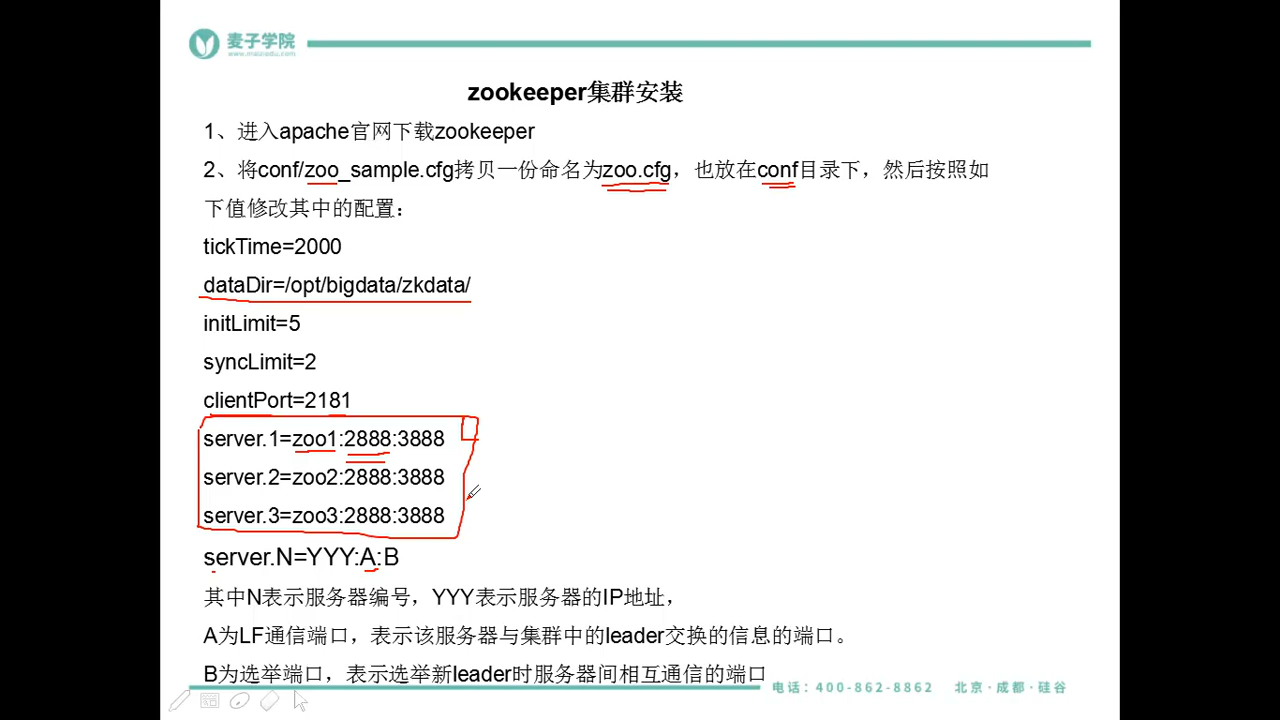 麦子学院
www.maiziedu.com
zookeeper集群安装
1、进入apache官网下载zookeeper
2、将conf/zoo_sample.cfg拷贝一份命名为zoo.cfg，也放在conf目录下，然后按照如
下值修改其中的配置：
tickTime=2000
dataDir=/opt/bigdata/zkdata/
initLimit=5
syncLimit=2
clientPort=2181
server.1=zoo1:2888:3888
server.2=zoo2:2888:3888
server.3=zoo3:2888:3888
server.N=YYY:A:B
其中N表示服务器编号，YYY表示服务器的IP地址，
A为LF通信端口，表示该服务器与集群中的leader交换的信息的端口。
B为选举端口，表示选举新leader时服务器间相互通信的端口
电话：400-862-8862 北京·成都·硅谷